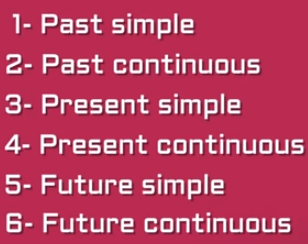 1- Past simple
2- Past continuous
3- Present simple
4- Present continuous
5- Future simple
6- Future continuous